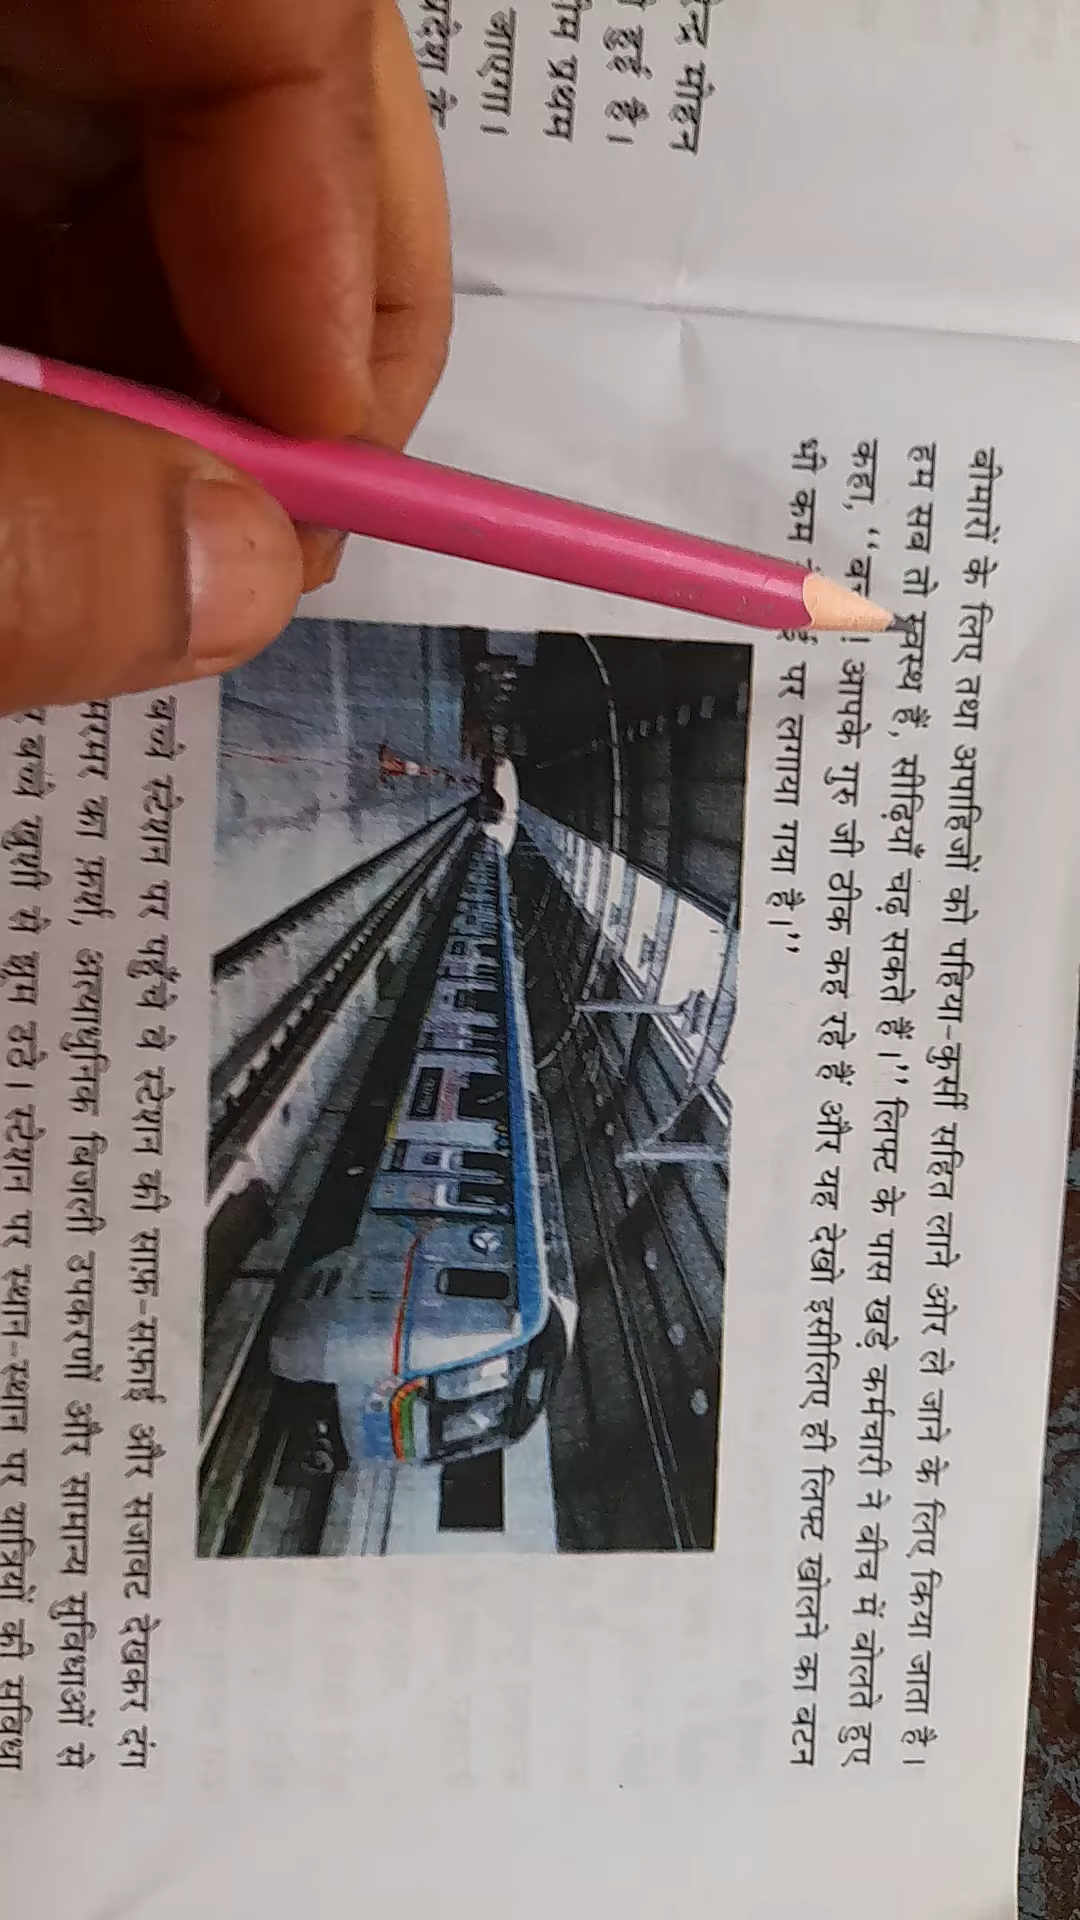 बीमारों के लिए तथा अपाहिजों को पहिया-कुर्सी सहित लाने और ले जाने के लिए किया जाता है।
हम सब तो स्वस्थ हैं, सीढ़ियाँ चढ़ सकते हैं।’’ लिफ्ट के पास खड़े कर्मचारी ने बीच में बोलते हुए
कहा, ‘‘ ! आपके गुरु जी ठीक कह रहे हैं और यह देखो इसीलिए ही लिफ्ट खोलने का बटन
भी कम पर लगाया गया है।’’
बच्चे स्टेशन पर पहुँचे वे स्टेशन की साफ़-सफ़ाई और सजावट देखकर दंग
का फ़र्श, अत्याधुनिक बिजली उपकरणों और सामान्य सुविधाओं से
बच्चे खुशी से झूम उठे। स्टेशन पर स्थान-स्थान पर यात्रियों की सुविधा
मोहन
हुई है।
प्रथम
जाएगा।